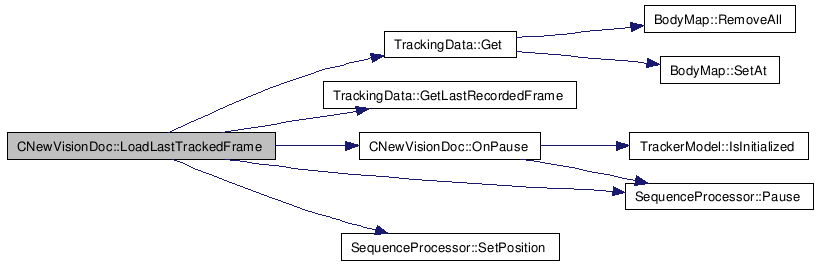 BodyMap::RemoveAll
TrackingData::Get
BodyMap::SetAt
TrackingData::GetLastRecordedFrame
CNewVisionDoc::LoadLastTrackedFrame
CNewVisionDoc::OnPause
TrackerModel::IsInitialized
SequenceProcessor::Pause
SequenceProcessor::SetPosition